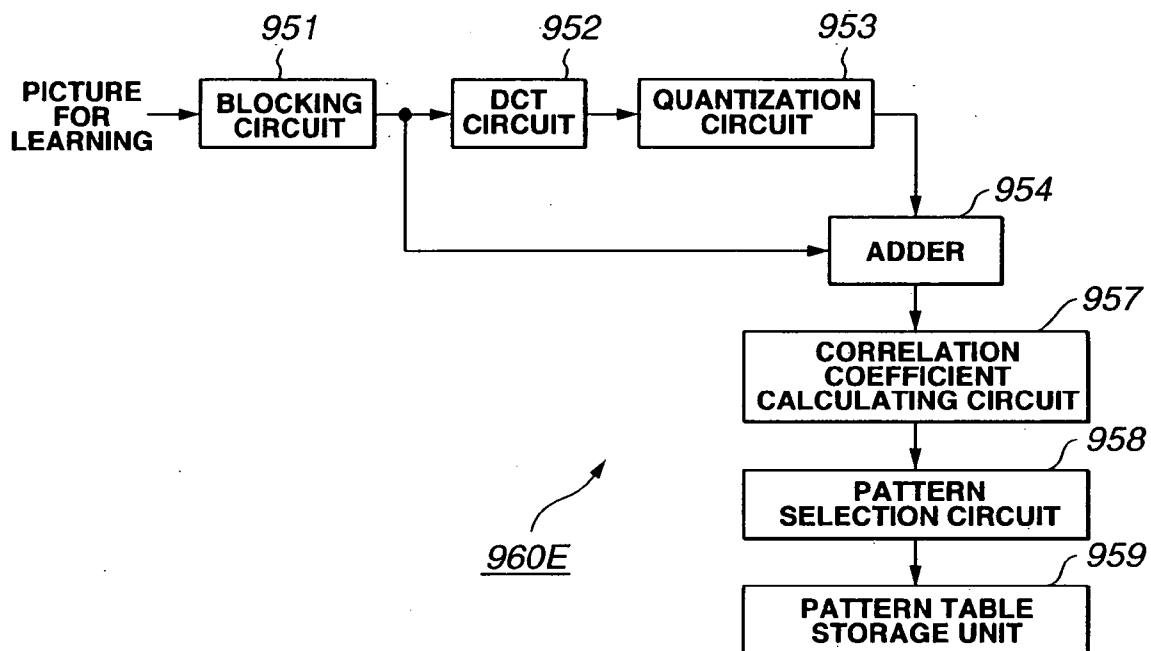 951
952
953
PICTURE
FOR
LEARNING
BLOCKING
CIRCUIT
DCT
CIRCUIT
QUANTIZATION
CIRCUIT
954
ADDER
957
CORRELATION
COEFFICIENT
CALCULATING CIRCUIT
958
PATTERN
SELECTION CIRCUIT
960E
959
PATTERN TABLE
STORAGE UNIT